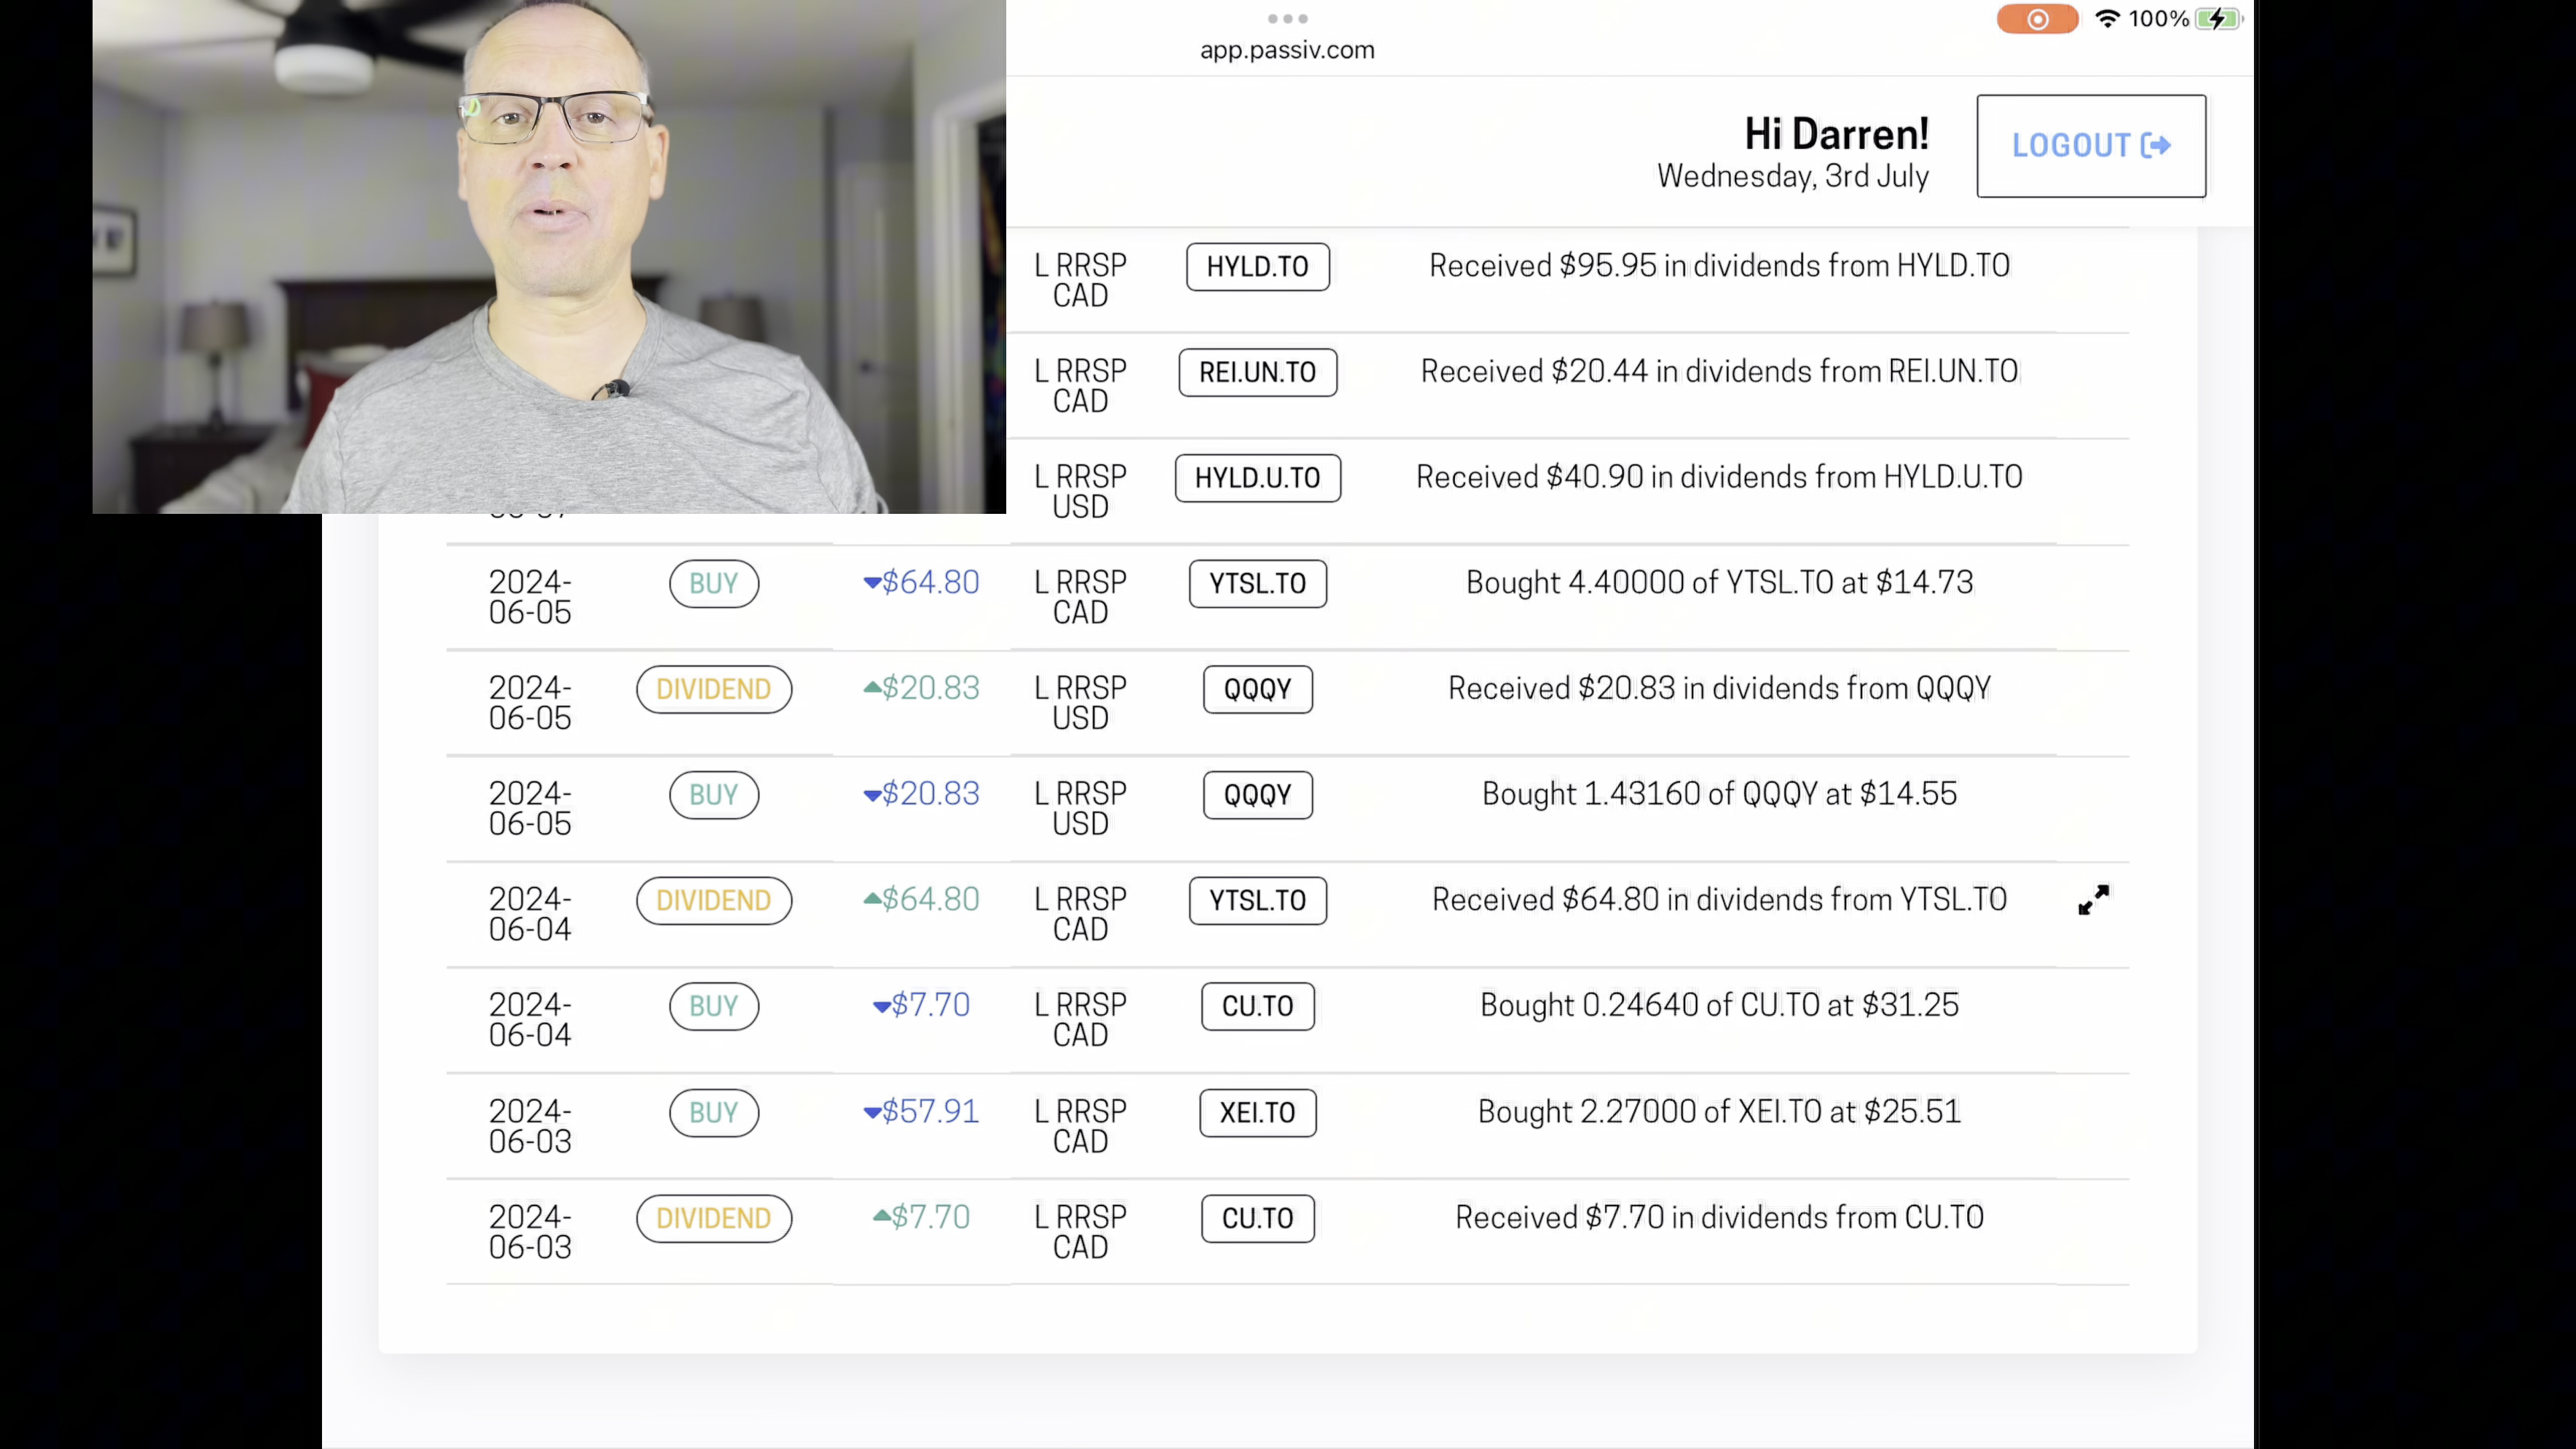 app.passiv.com
100%
Hi Darren!
Wednesday, 3rd July
LOGOUT
L RRSP
CAD
HYLD.TO
Received $95.95 in dividends from HYLD.TO
L RRSP
CAD
REI.UN.TO
Received $20.44 in dividends from REI.UN.TO
L RRSP
USD
HYLD.U.TO
Received $40.90 in dividends from HYLD.U.TO
2024-
06-05
BUY
$64.80
L RRSP
CAD
YTSL.TO
Bought 4.40000 of YTSL.TO at $14.73
2024-
06-05
DIVIDEND
$20.83
L RRSP
USD
QQQY
Received $20.83 in dividends from QQQY
2024-
06-05
BUY
$20.83
L RRSP
USD
QQQY
Bought 1.43160 of QQQY at $14.55
2024-
06-04
DIVIDEND
$64.80
L RRSP
CAD
YTSL.TO
Received $64.80 in dividends from YTSL.TO
2024-
06-04
BUY
$7.70
L RRSP
CAD
CU.TO
Bought 0.24640 of CU.TO at $31.25
2024-
06-03
BUY
$57.91
L RRSP
CAD
XEI.TO
Bought 2.27000 of XEI.TO at $25.51
2024-
06-03
DIVIDEND
$7.70
L RRSP
CAD
CU.TO
Received $7.70 in dividends from CU.TO